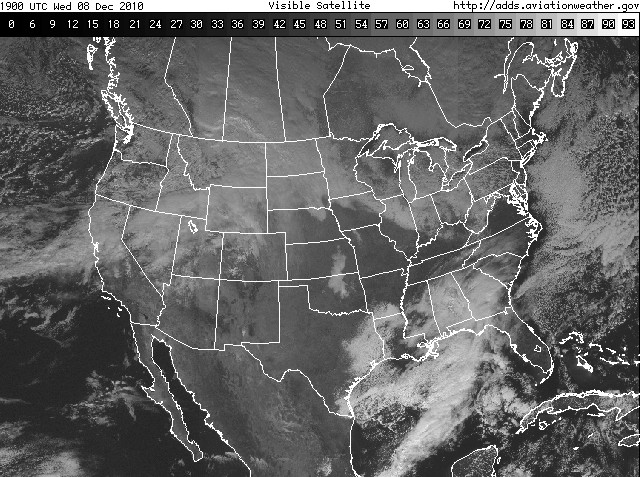 1900 UTC Wed 08 Dec 2010 Visible Satellite http://adds.aviationweather.gov
0 6 9 12 15 18 21 24 27 30 33 36 39 42 45 48 51 54 57 60 63 66 69 72 75 78 81 84 87 90 93